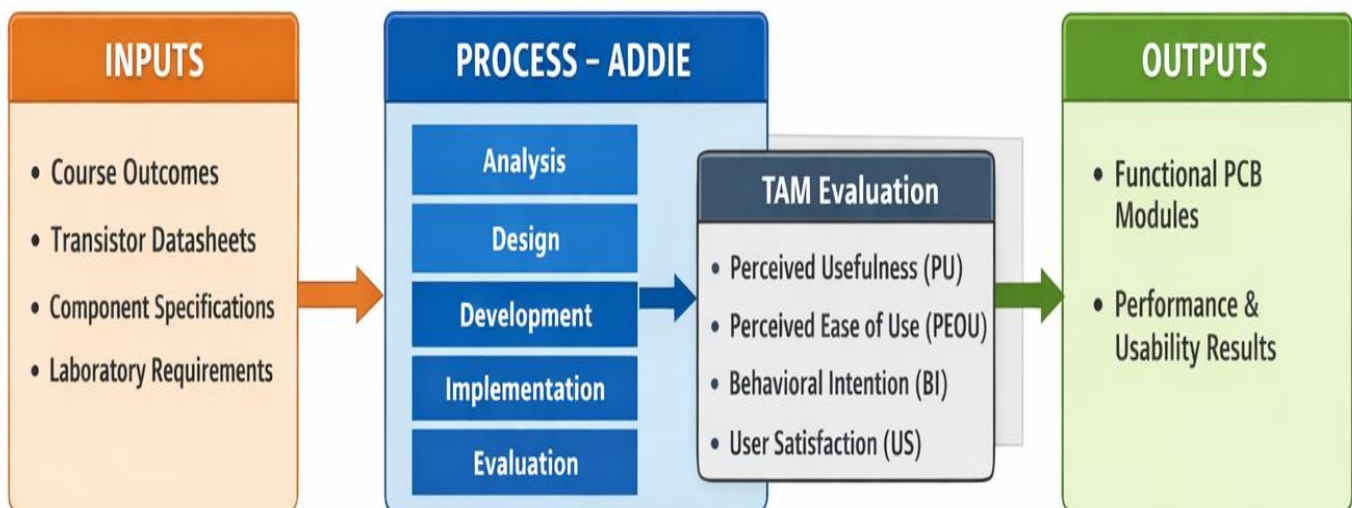 INPUTS
• Course Outcomes
• Transistor Datasheets
• Component Specifications
• Laboratory Requirements
PROCESS – ADDIE
Analysis
Design
Development
Implementation
Evaluation
TAM Evaluation
• Perceived Usefulness (PU)
• Perceived Ease of Use (PEOU)
• Behavioral Intention (BI)
• User Satisfaction (US)
OUTPUTS
• Functional PCB
Modules
• Performance &
Usability Results